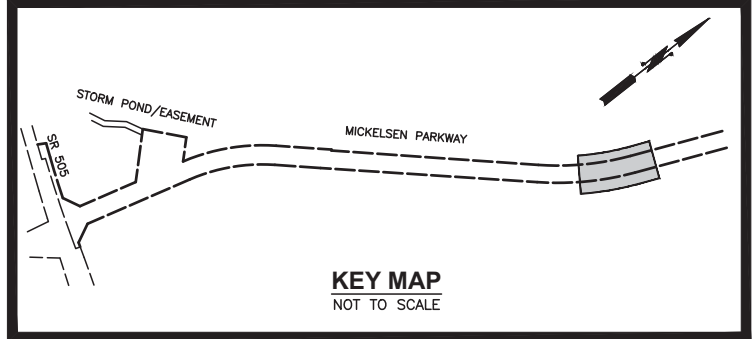 STORM POND/EASEMENT
MICKELSEN PARKWAY
SR 505
KEY MAP
NOT TO SCALE